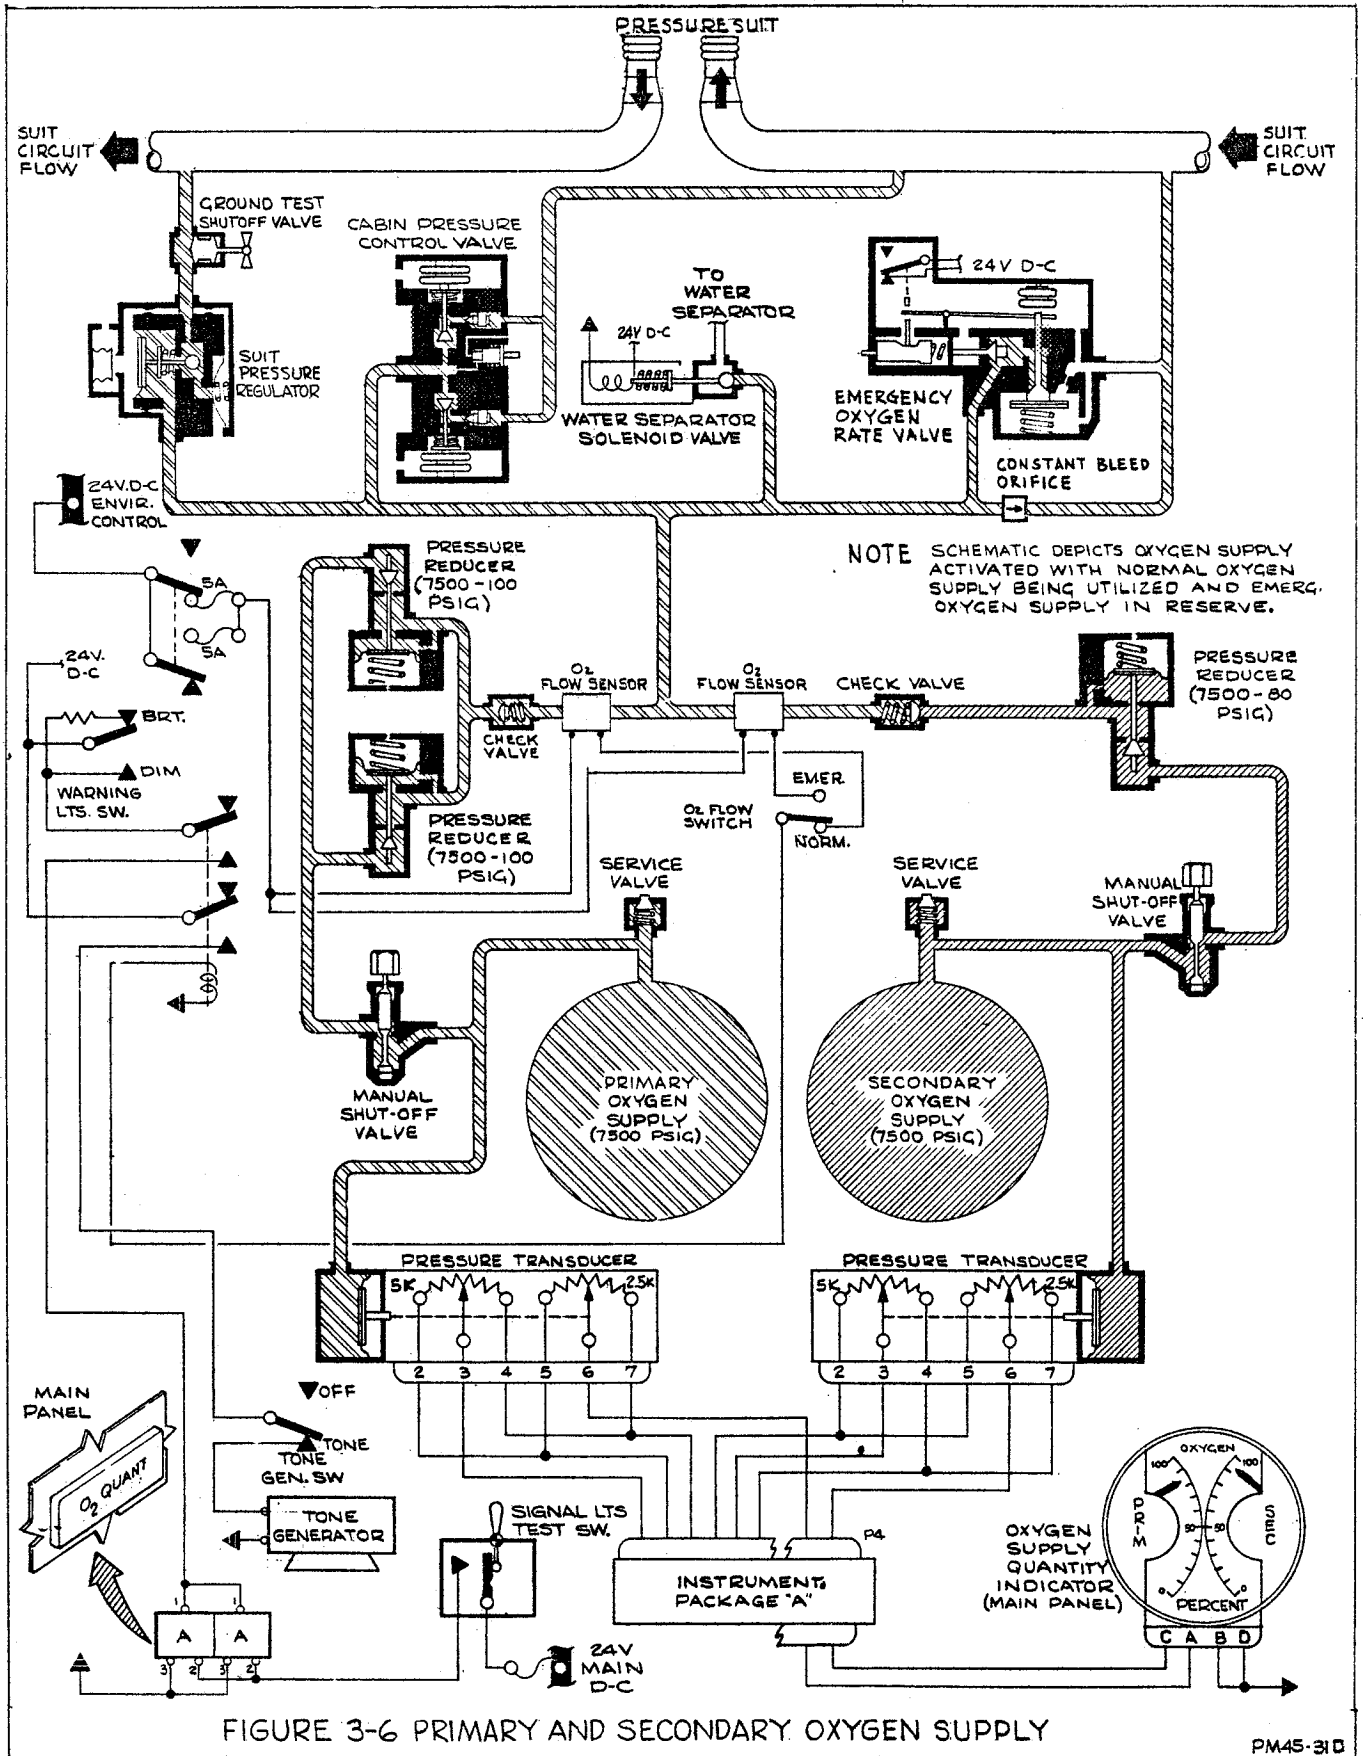 PRESSURE SUIT
SUIT
CIRCUIT
FLOW
SUIT
CIRCUIT
FLOW
GROUND TEST
SHUTOFF VALVE
CABIN PRESSURE
CONTROL VALVE
TO
WATER
SEPARATOR
24V D-C
24V D-C
SUIT
PRESSURE
REGULATOR
WATER SEPARATOR
SOLENOID VALVE
EMERGENCY
OXYGEN
RATE VALVE
CONSTANT BLEED
ORIFICE
24V.D-C
ENVIR.
CONTROL
5A
5A
PRESSURE
REDUCER
(7500-100
PSIG)
NOTE SCHEMATIC DEPICTS OXYGEN SUPPLY
ACTIVATED WITH NORMAL OXYGEN
SUPPLY BEING UTILIZED AND EMERG.
OXYGEN SUPPLY IN RESERVE.
24V.
D-C
O2
FLOW SENSOR
O2
FLOW SENSOR
CHECK VALVE
PRESSURE
REDUCER
(7500-80
PSIG)
BRT.
DIM
WARNING
LTS. SW.
CHECK
VALVE
EMER.
O2 FLOW
SWITCH
NORM.
PRESSURE
REDUCER
(7500-100
PSIG)
SERVICE
VALVE
SERVICE
VALVE
MANUAL
SHUT-OFF
VALVE
MANUAL
SHUT-OFF
VALVE
PRIMARY
OXYGEN
SUPPLY
(7500 PSIG)
SECONDARY
OXYGEN
SUPPLY
(7500 PSIG)
PRESSURE TRANSDUCER
5K
2.5K
2 3 4 5 6 7
PRESSURE TRANSDUCER
5K
2.5K
2 3 4 5 6 7
MAIN
PANEL
O2 QUANT
OFF
TONE
TONE
GEN. SW
TONE
GENERATOR
SIGNAL LTS
TEST SW.
P4
INSTRUMENT
PACKAGE "A"
OXYGEN
SUPPLY
QUANTITY
INDICATOR
(MAIN PANEL)
OXYGEN
100 100
PRIM
SEC
50 50
0 0
PERCENT
C A B D
1 1
A A
3 2 3 2
24V
MAIN
D-C
FIGURE 3-6 PRIMARY AND SECONDARY OXYGEN SUPPLY
PM45-31D